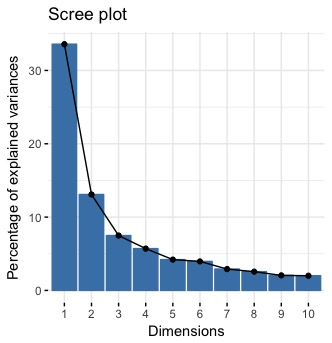 Scree plot
Percentage of explained variances
30
20
10
0
1 2 3 4 5 6 7 8 9 10
Dimensions